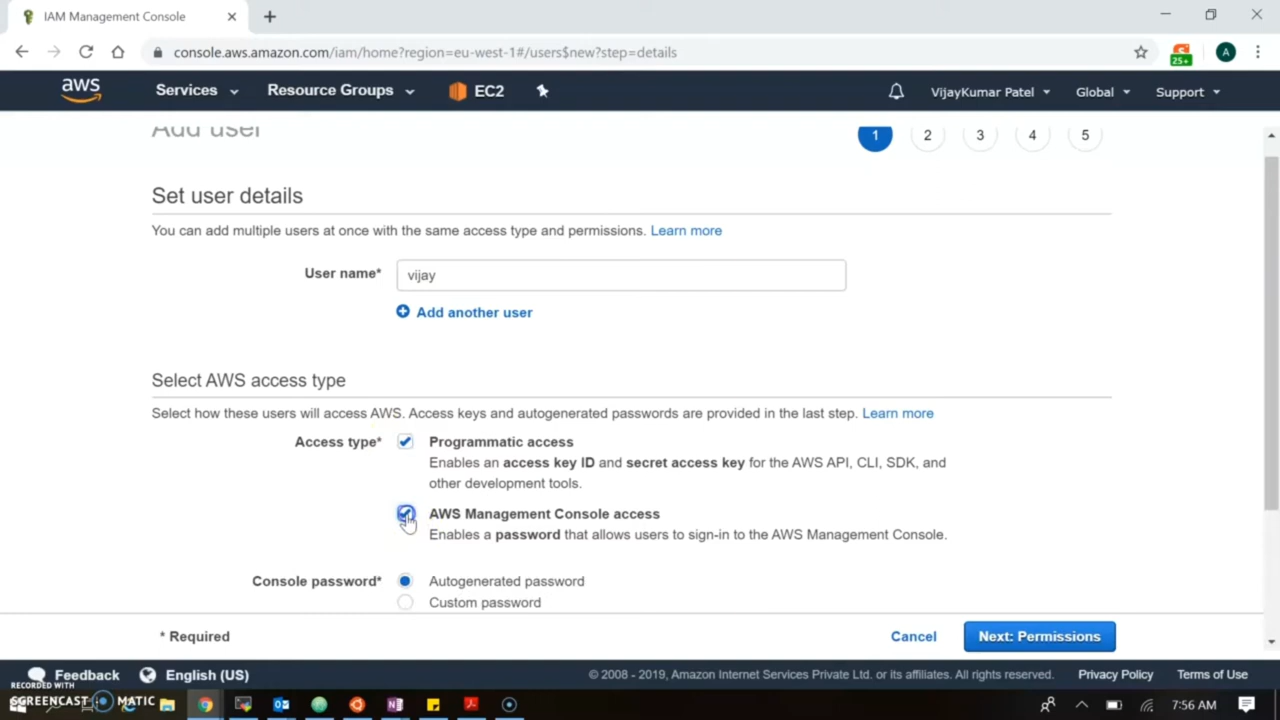 IAM Management Console
console.aws.amazon.com/iam/home?region=eu-west-1#/users$new?step=details
25+
A
aws
Services
Resource Groups
EC2
VijayKumar Patel
Global
Support
Add user
1
2
3
4
5
Set user details
You can add multiple users at once with the same access type and permissions. Learn more
User name*
vijay
Add another user
Select AWS access type
Select how these users will access AWS. Access keys and autogenerated passwords are provided in the last step. Learn more
Access type*
Programmatic access
Enables an access key ID and secret access key for the AWS API, CLI, SDK, and
other development tools.
AWS Management Console access
Enables a password that allows users to sign-in to the AWS Management Console.
Console password*
Autogenerated password
Custom password
* Required
Cancel
Next: Permissions
Feedback
English (US)
© 2008 - 2019, Amazon Internet Services Private Ltd. or its affiliates. All rights reserved.
Privacy Policy
Terms of Use
RECORDED WITH
SCREENCAST MATIC
7:56 AM